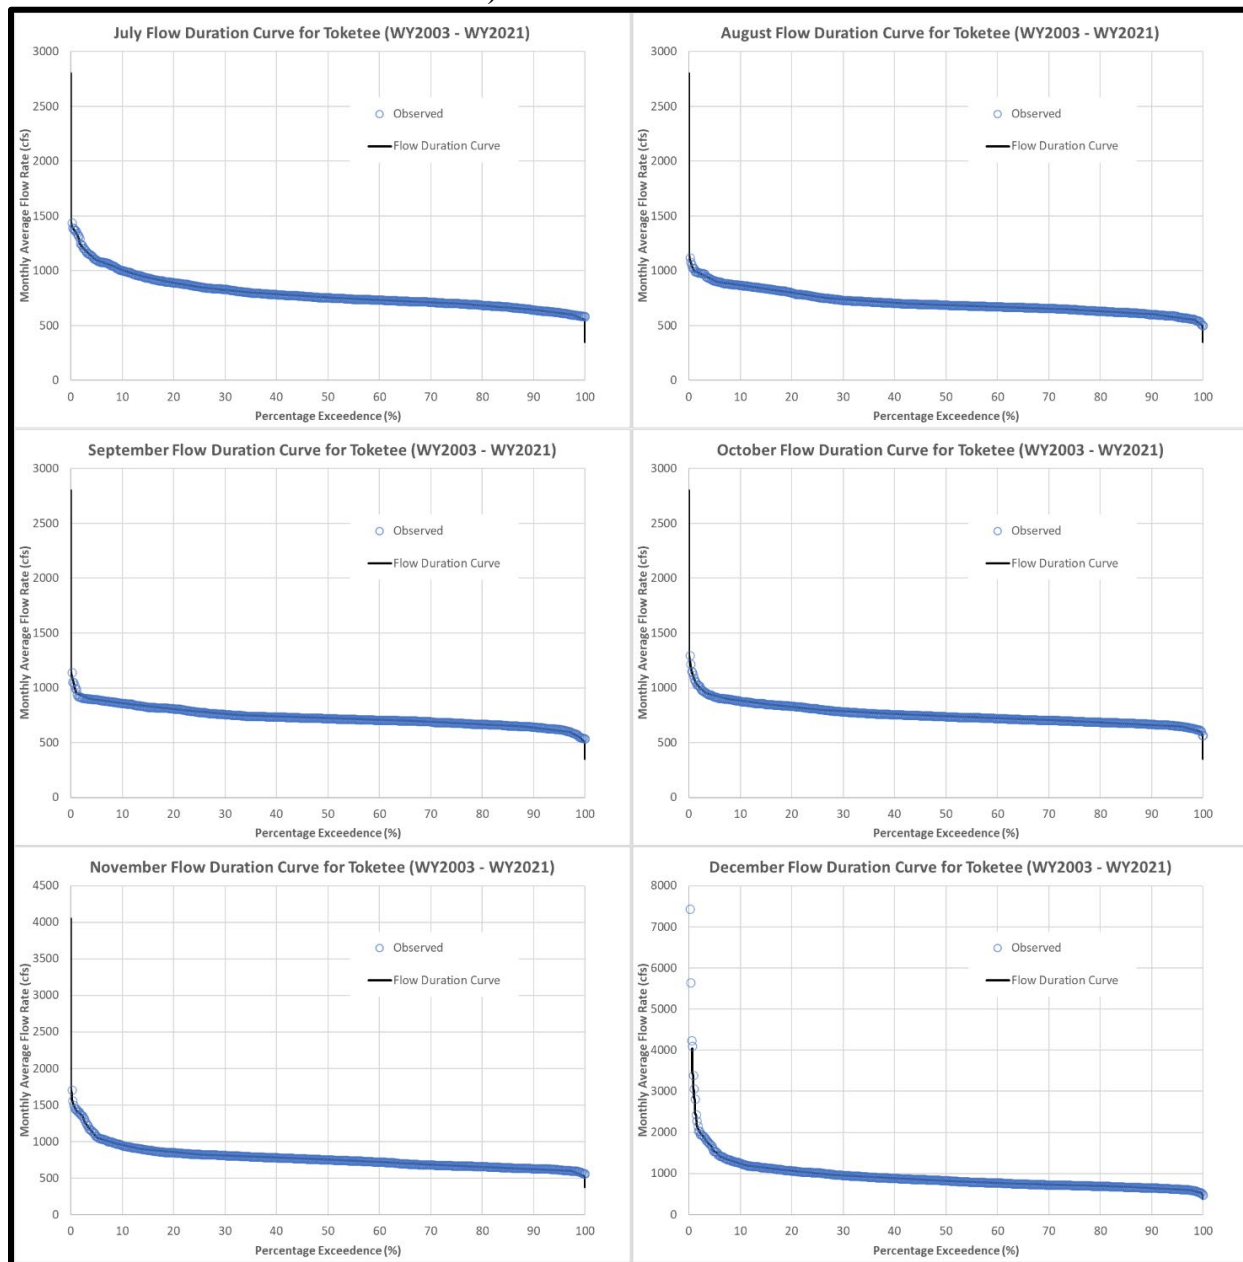 July Flow Duration Curve for Toketee (WY2003 - WY2021)
Monthly Average Flow Rate (cfs)
3000
2500
2000
1500
1000
500
0
Observed
Flow Duration Curve
0 10 20 30 40 50 60 70 80 90 100
Percentage Exceedence (%)
August Flow Duration Curve for Toketee (WY2003 - WY2021)
Monthly Average Flow Rate (cfs)
3000
2500
2000
1500
1000
500
0
Observed
Flow Duration Curve
0 10 20 30 40 50 60 70 80 90 100
Percentage Exceedence (%)
September Flow Duration Curve for Toketee (WY2003 - WY2021)
Monthly Average Flow Rate (cfs)
3000
2500
2000
1500
1000
500
0
Observed
Flow Duration Curve
0 10 20 30 40 50 60 70 80 90 100
Percentage Exceedence (%)
October Flow Duration Curve for Toketee (WY2003 - WY2021)
Monthly Average Flow Rate (cfs)
3000
2500
2000
1500
1000
500
0
Observed
Flow Duration Curve
0 10 20 30 40 50 60 70 80 90 100
Percentage Exceedence (%)
November Flow Duration Curve for Toketee (WY2003 - WY2021)
Monthly Average Flow Rate (cfs)
4500
4000
3500
3000
2500
2000
1500
1000
500
0
Observed
Flow Duration Curve
0 10 20 30 40 50 60 70 80 90 100
Percentage Exceedence (%)
December Flow Duration Curve for Toketee (WY2003 - WY2021)
Monthly Average Flow Rate (cfs)
8000
7000
6000
5000
4000
3000
2000
1000
0
Observed
Flow Duration Curve
0 10 20 30 40 50 60 70 80 90 100
Percentage Exceedence (%)